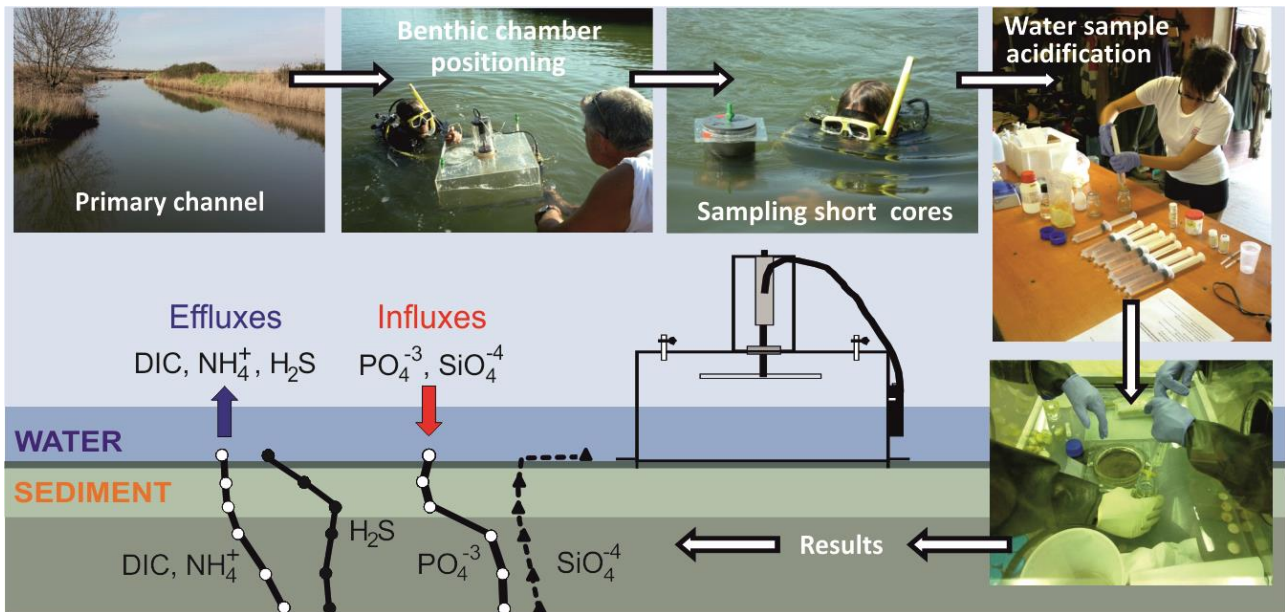 Primary channel
Benthic chamber
positioning
Sampling short cores
Water sample
acidification
Effluxes
DIC, NH₄⁺, H₂S
Influxes
PO₄⁻³, SiO₄⁻⁴
WATER
SEDIMENT
DIC, NH₄⁺
H₂S
PO₄⁻³
SiO₄⁻⁴
Results